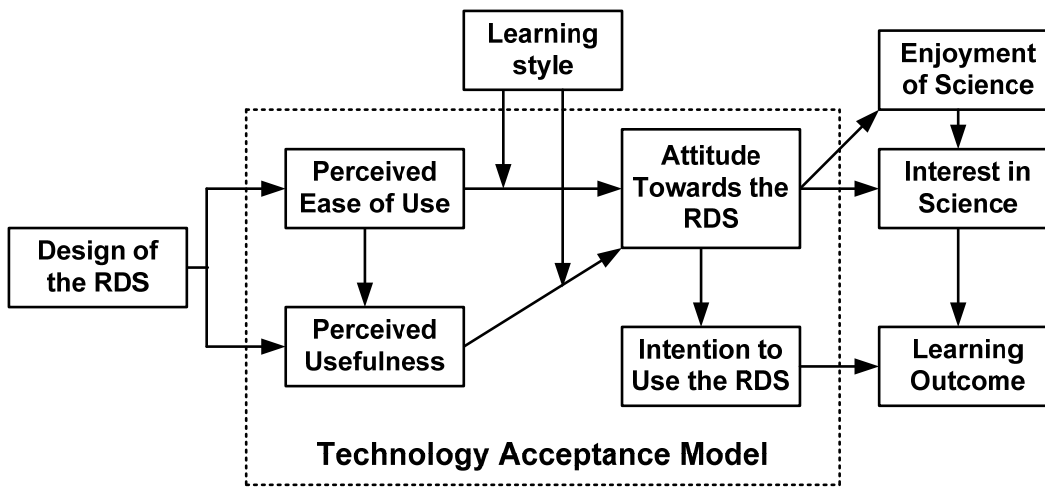 Learning
style
Enjoyment
of Science
Perceived
Ease of Use
Attitude
Towards the
RDS
Interest in
Science
Design of
the RDS
Perceived
Usefulness
Intention to
Use the RDS
Learning
Outcome
Technology Acceptance Model